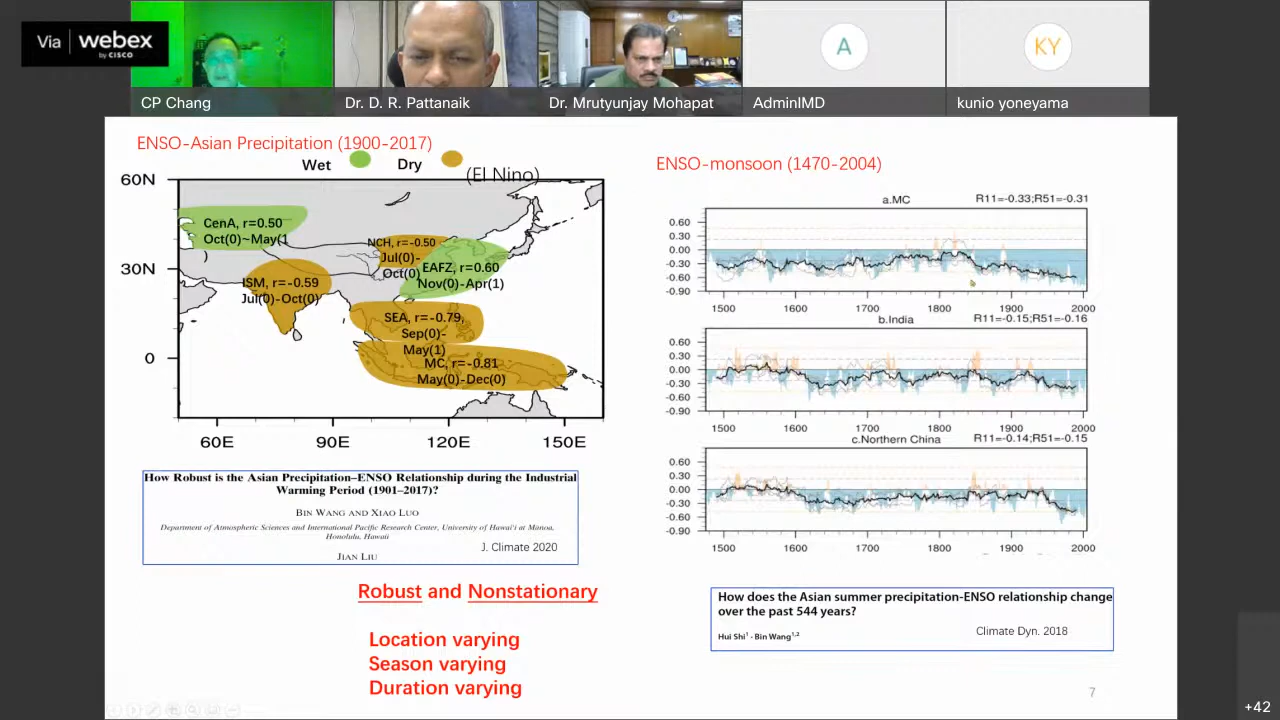 Via webex
by CISCO
CP Chang
Dr. D. R. Pattanaik
Dr. Mrutyunjay Mohapat
A
AdminIMD
KY
kunio yoneyama
ENSO-Asian Precipitation (1900-2017)
Wet
Dry
(El Nino)
60N
30N
0
CenA, r=0.50
Oct(0)~May(1
NCH, r=-0.50
Jul(0)-
Oct(0)
EAFZ, r=0.60
Nov(0)-Apr(1)
ISM, r=-0.59
Jul(0)-Oct(0)
SEA, r=-0.79,
Sep(0)-
May(1)
MC, r=-0.81
May(0)-Dec(0)
60E 90E 120E 150E
How Robust is the Asian Precipitation–ENSO Relationship during the Industrial
Warming Period (1901–2017)?
BIN WANG AND XIAO LUO
Department of Atmospheric Sciences and International Pacific Research Center, University of Hawai'i at Manoa,
Honolulu, Hawaii
J. Climate 2020
JIAN LIU
Robust and Nonstationary
Location varying
Season varying
Duration varying
ENSO-monsoon (1470-2004)
a.MC R11=-0.33;R51=-0.31
0.60
0.30
0.00
-0.30
-0.60
-0.90
1500 1600 1700 1800 1900 2000
b.India R11=-0.15;R51=-0.16
0.60
0.30
0.00
-0.30
-0.60
-0.90
1500 1600 1700 1800 1900 2000
c.Northern China R11=-0.14;R51=-0.15
0.60
0.30
0.00
-0.30
-0.60
-0.90
1500 1600 1700 1800 1900 2000
How does the Asian summer precipitation-ENSO relationship change
over the past 544 years?
Climate Dyn. 2018
Hui Shi¹ · Bin Wang¹,²
7
+42